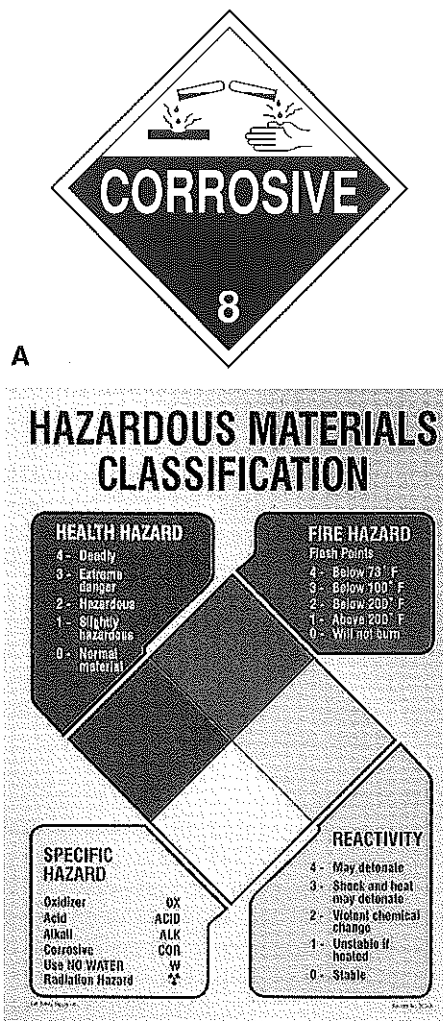 CORROSIVE
8
A
HAZARDOUS MATERIALS
CLASSIFICATION
HEALTH HAZARD
4 - Deadly
3 - Extreme
danger
2 - Hazardous
1 - Slightly
hazardous
0 - Normal
material
FIRE HAZARD
Flash Points
4 - Below 73° F
3 - Below 100° F
2 - Below 200° F
1 - Above 200° F
0 - Will not burn
SPECIFIC
HAZARD
Oxidizer OX
Acid ACID
Alkali ALK
Corrosive COR
Use NO WATER W
Radiation Hazard
REACTIVITY
4 - May detonate
3 - Shock and heat
may detonate
2 - Violent chemical
change
1 - Unstable if
heated
0 - Stable